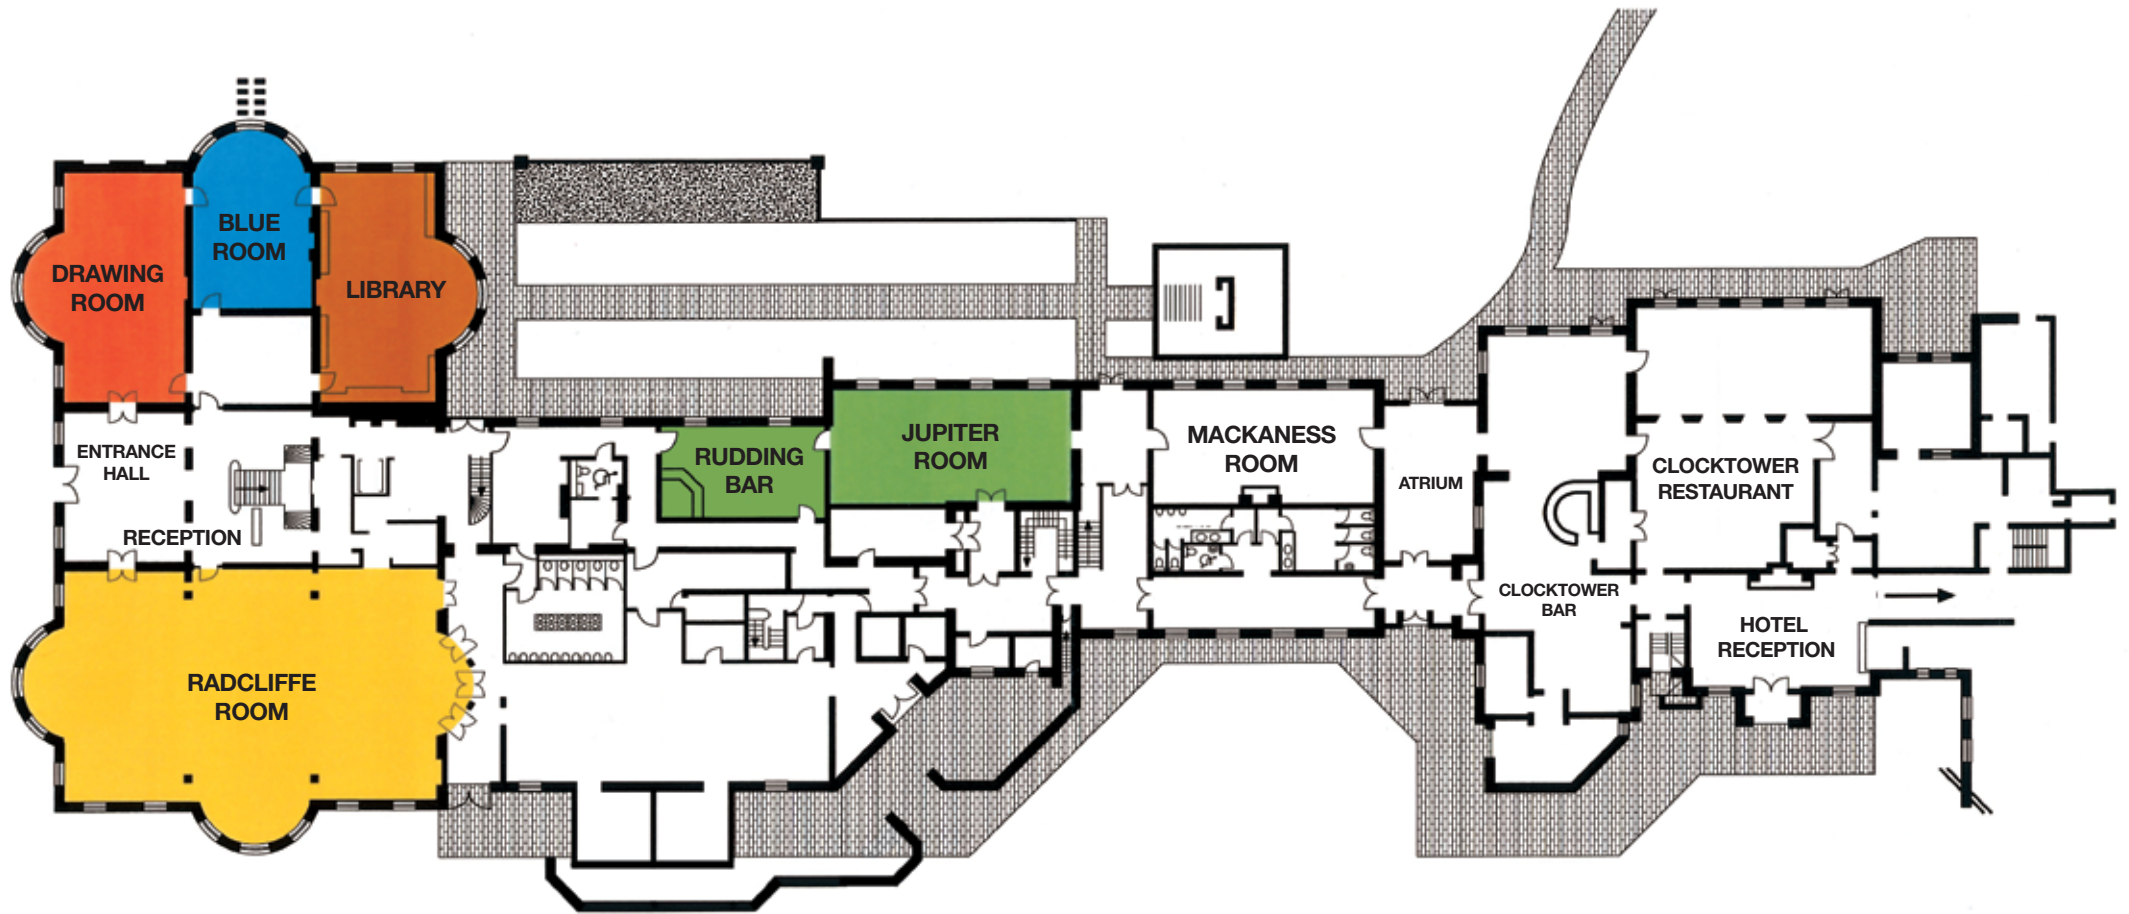 BLUE
ROOM
DRAWING
ROOM
LIBRARY
ENTRANCE
HALL
RECEPTION
RADCLIFFE
ROOM
RUDDING
BAR
JUPITER
ROOM
MACKANESS
ROOM
ATRIUM
CLOCKTOWER
RESTAURANT
CLOCKTOWER
BAR
HOTEL
RECEPTION